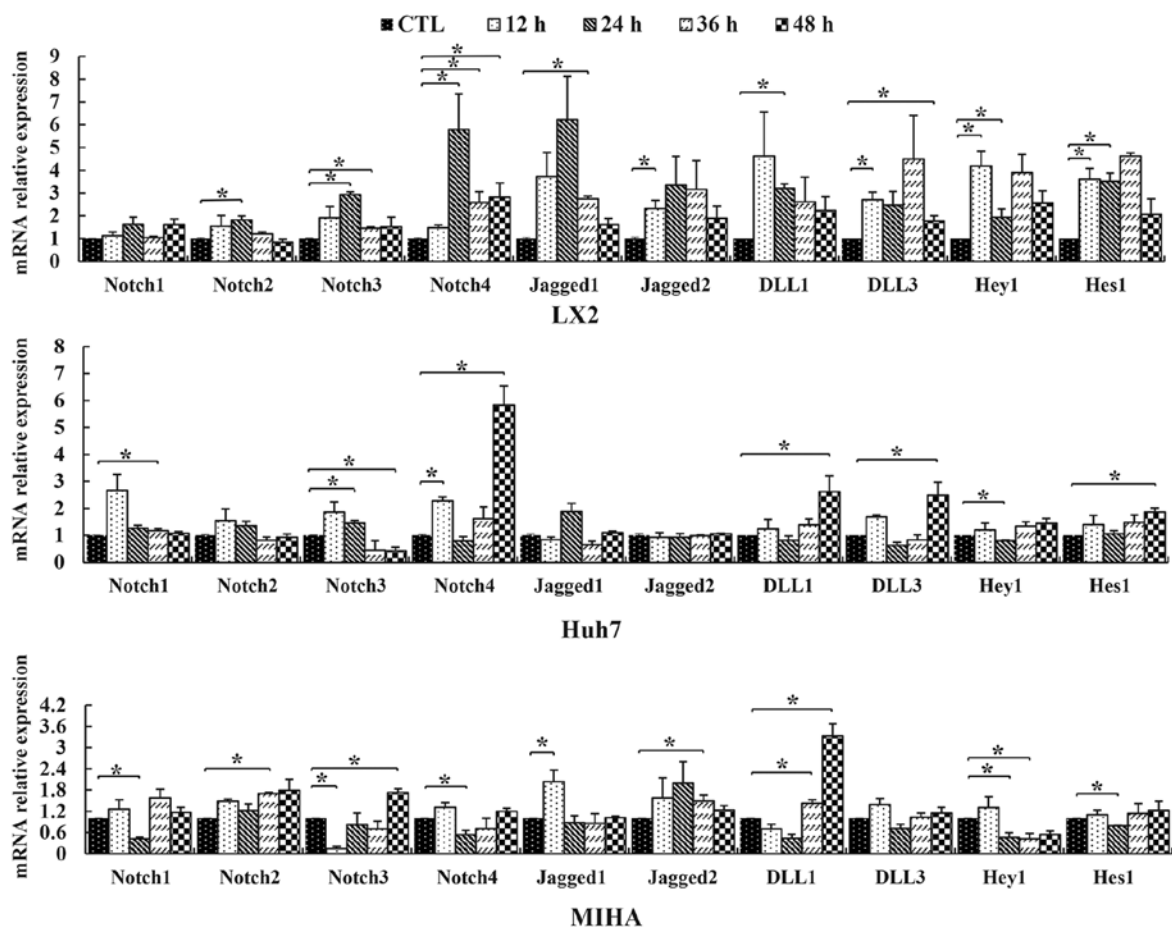 CTL 12 h 24 h 36 h 48 h
mRNA relative expression
9
8
7
6
5
4
3
2
1
0
* * * * * * * * * * * * * * * *
Notch1 Notch2 Notch3 Notch4 Jagged1 Jagged2 DLL1 DLL3 Hey1 Hes1
LX2
mRNA relative expression
8
7
6
5
4
3
2
1
0
* * * * * * * * *
Notch1 Notch2 Notch3 Notch4 Jagged1 Jagged2 DLL1 DLL3 Hey1 Hes1
Huh7
mRNA relative expression
4.2
3.6
3
2.4
1.8
1.2
0.6
0
* * * * * * * * * * * *
Notch1 Notch2 Notch3 Notch4 Jagged1 Jagged2 DLL1 DLL3 Hey1 Hes1
MIHA